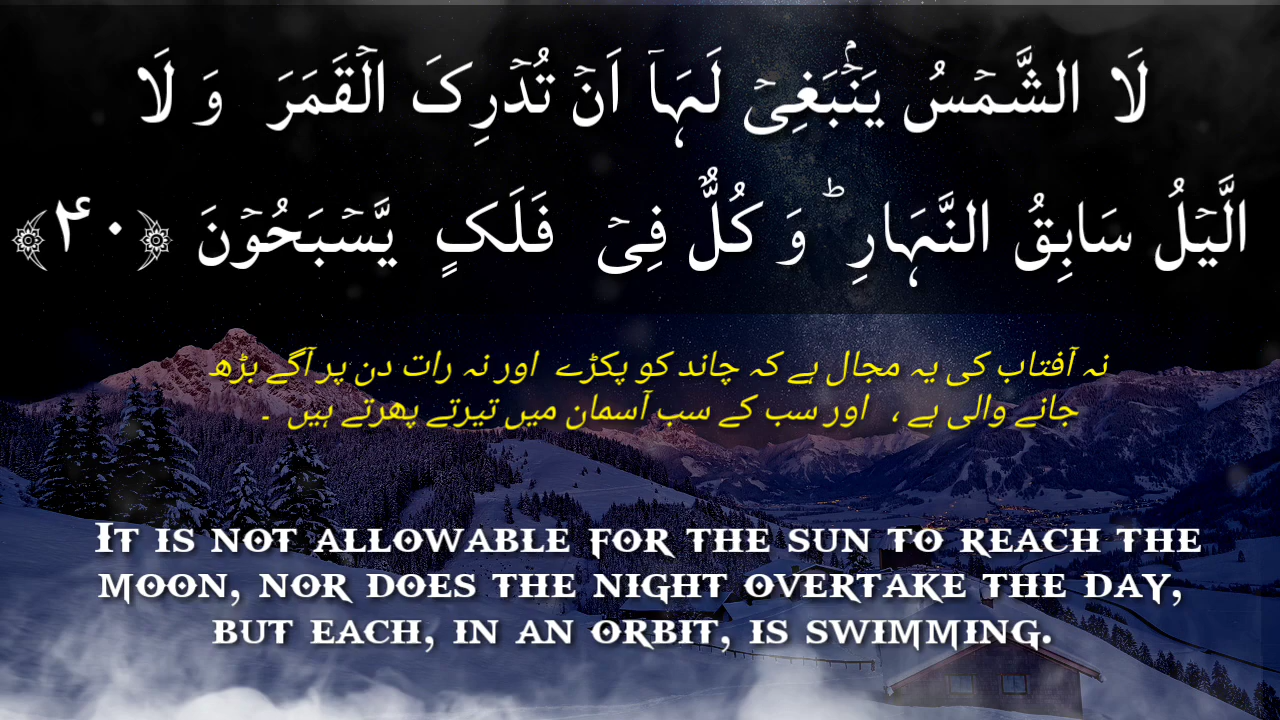 لَا الشَّمۡسُ یَنۡۢبَغِیۡ لَہَاۤ اَنۡ تُدۡرِکَ الۡقَمَرَ وَ لَا
الَّیۡلُ سَابِقُ النَّہَارِ ؕ وَ کُلٌّ فِیۡ فَلَکٍ یَّسۡبَحُوۡنَ ﴿۴۰﴾
نہ آفتاب کی یہ مجال ہے کہ چاند کو پکڑے اور نہ رات دن پر آگے بڑھ
جانے والی ہے ، اور سب کے سب آسمان میں تیرتے پھرتے ہیں ۔
It is not allowable for the sun to reach the
moon, nor does the night overtake the day,
but each, in an orbit, is swimming.